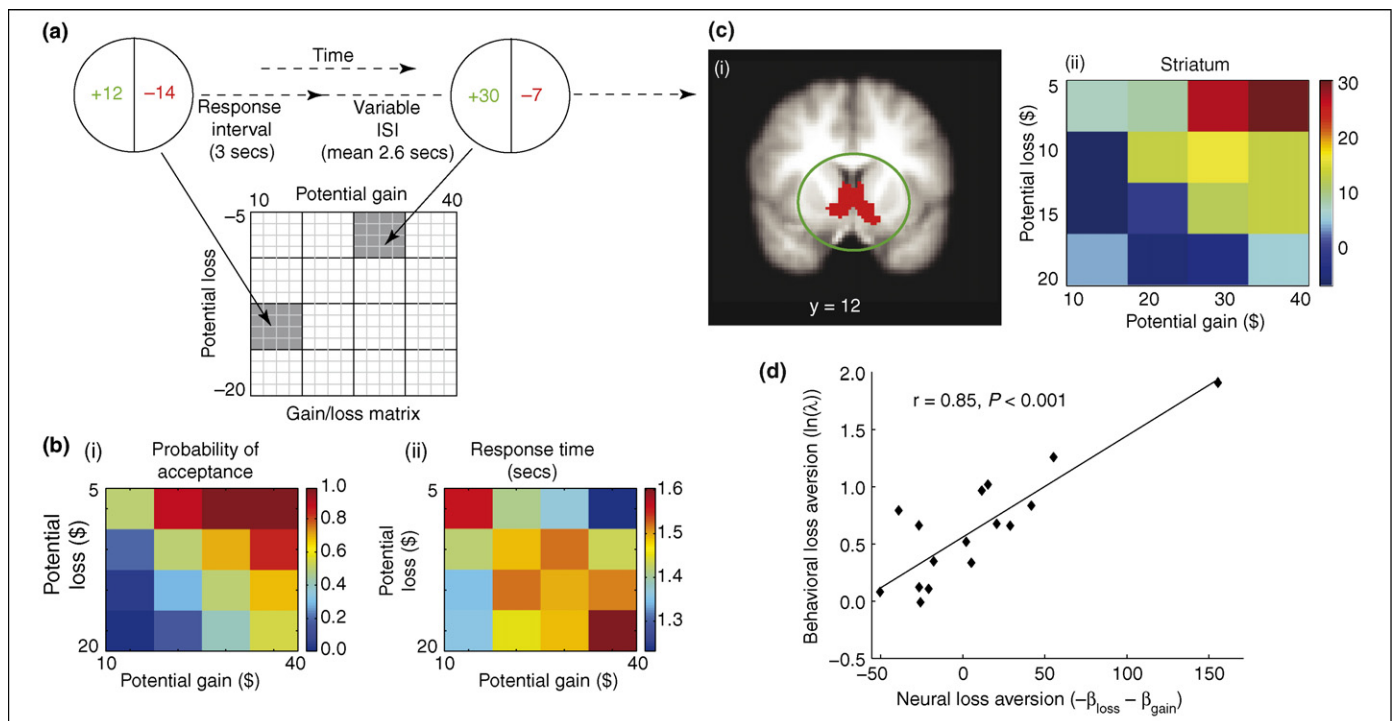 (a)
Time
+12 −14
Response
interval
(3 secs)
Variable
ISI
(mean 2.6 secs)
+30 −7
Potential gain
10 40
−5
Potential loss
−20
Gain/loss matrix
(b)
(i) Probability of
acceptance
5
Potential
loss ($)
20
10 40
Potential gain ($)
1.0
0.8
0.6
0.4
0.2
0.0
(ii) Response time
(secs)
5
Potential
loss ($)
20
10 40
Potential gain ($)
1.6
1.5
1.4
1.3
(c)
(i)
y = 12
(ii) Striatum
5
10
15
20
Potential loss ($)
10 20 30 40
Potential gain ($)
30
20
10
0
(d)
r = 0.85, P < 0.001
Behavioral loss aversion (ln(λ))
2.0
1.5
1.0
0.5
0.0
−0.5
−50 0 50 100 150
Neural loss aversion (−βloss − βgain)